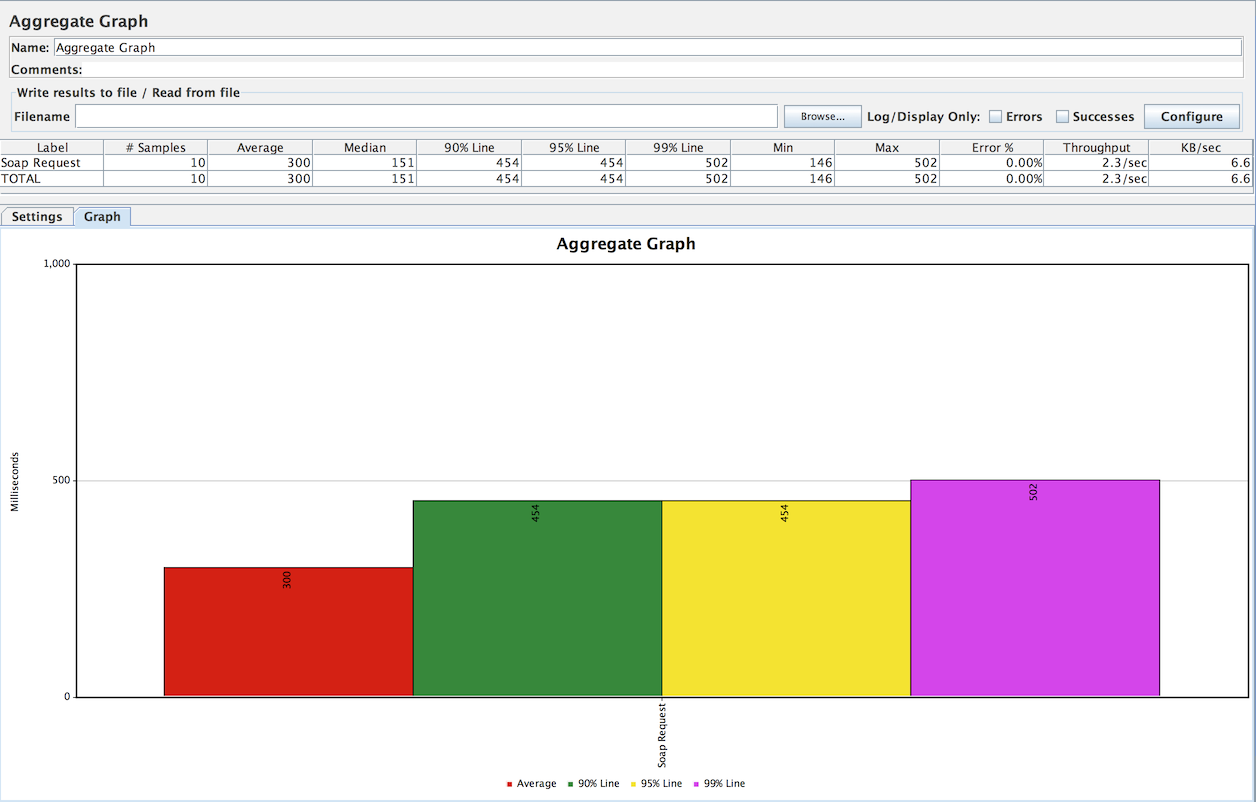 Aggregate Graph
Name: Aggregate Graph
Comments:
Write results to file / Read from file
Filename Browse... Log/Display Only: Errors Successes Configure
Label # Samples Average Median 90% Line 95% Line 99% Line Min Max Error % Throughput KB/sec
Soap Request 10 300 151 454 454 502 146 502 0.00% 2.3/sec 6.6
TOTAL 10 300 151 454 454 502 146 502 0.00% 2.3/sec 6.6
Settings Graph
Aggregate Graph
1,000
Milliseconds
500
0
300
454
454
502
Soap Request
Average 90% Line 95% Line 99% Line